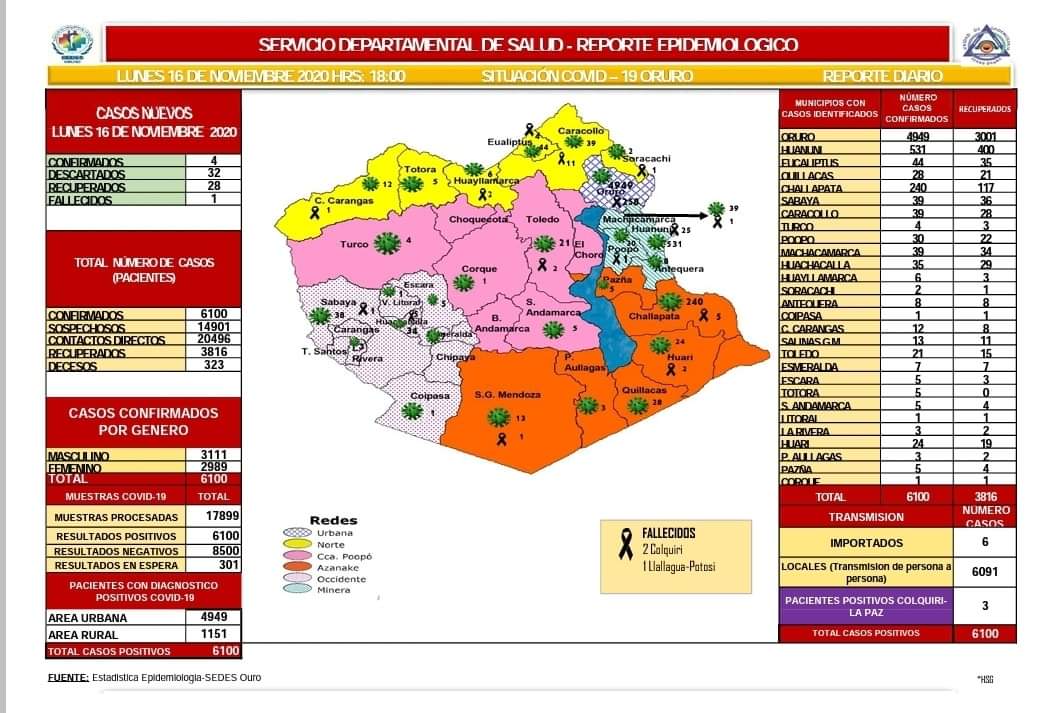 SERVICIO DEPARTAMENTAL DE SALUD - REPORTE EPIDEMIOLOGICO
LUNES 16 DE NOVIEMBRE 2020 HRS: 18:00 SITUACIÓN COVID – 19 ORURO REPORTE DIARIO
CASOS NUEVOS
LUNES 16 DE NOVIEMBRE 2020
CONFIRMADOS 4
DESCARTADOS 32
RECUPERADOS 28
FALLECIDOS 1
TOTAL NÚMERO DE CASOS
(PACIENTES)
CONFIRMADOS 6100
SOSPECHOSOS 14901
CONTACTOS DIRECTOS 20496
RECUPERADOS 3816
DECESOS 323
CASOS CONFIRMADOS
POR GENERO
MASCULINO 3111
FEMENINO 2989
TOTAL 6100
MUESTRAS COVID-19 TOTAL
MUESTRAS PROCESADAS 17899
RESULTADOS POSITIVOS 6100
RESULTADOS NEGATIVOS 8500
RESULTADOS EN ESPERA 301
PACIENTES CON DIAGNOSTICO
POSITIVOS COVID-19
AREA URBANA 4949
AREA RURAL 1151
TOTAL CASOS POSITIVOS 6100
Caracollo
39
11
Eualiptus
4
44
Soracachi
2
1
Totora
5
Huayllamarca
6
2
12
C. Carangas
1
Oruro
4949
258
Machacamarca
39
1
Huanuni
25
531
Poopó
30
1
Antequera
8
Choquecota
Toledo
21
2
El
Choro
Turco
4
Corque
1
Pazña
5
Escara
5
Sabaya
38
1
V. Litoral
1
Carangas
34
T. Santos
3
Rivera
Chipaya
S.
Andamarca
5
B.
Andamarca
240
Challapata
5
24
Huari
2
P.
Aullagas
3
Quillacas
28
Coipasa
1
S.G. Mendoza
13
1
Redes
Urbana
Norte
Cca. Poopó
Azanake
Occidente
Minera
FALLECIDOS
2 Colquiri
1 Llallagua-Potosi
MUNICIPIOS CON
CASOS IDENTIFICADOS
NÚMERO
CASOS
CONFIRMADOS
RECUPERADOS
ORURO 4949 3001
HUANUNI 531 400
EUCALIPTUS 44 35
QUILLACAS 28 21
CHALLAPATA 240 117
SABAYA 39 36
CARACOLLO 39 28
TURCO 4 3
POOPO 30 22
MACHACAMARCA 39 34
HUACHACALLA 35 29
HUAYLLAMARCA 6 3
SORACACHI 2 1
ANTEQUERA 8 8
COIPASA 1 1
C. CARANGAS 12 8
SALINAS G.M 13 11
TOLEDO 21 15
ESMERALDA 7 7
ESCARA 5 3
TOTORA 5 0
S. ANDAMARCA 5 4
LITORAL 1 1
LA RIVERA 3 2
HUARI 24 19
P. AULLAGAS 3 2
PAZÑA 5 4
CORQUE 1 1
TOTAL 6100 3816
TRANSMISION NÚMERO
CASOS
IMPORTADOS 6
LOCALES (Transmision de persona a
persona) 6091
PACIENTES POSITIVOS COLQUIRI-
LA PAZ 3
TOTAL CASOS POSITIVOS 6100
FUENTE: Estadistica Epidemiologia-SEDES Ouro
*HSG